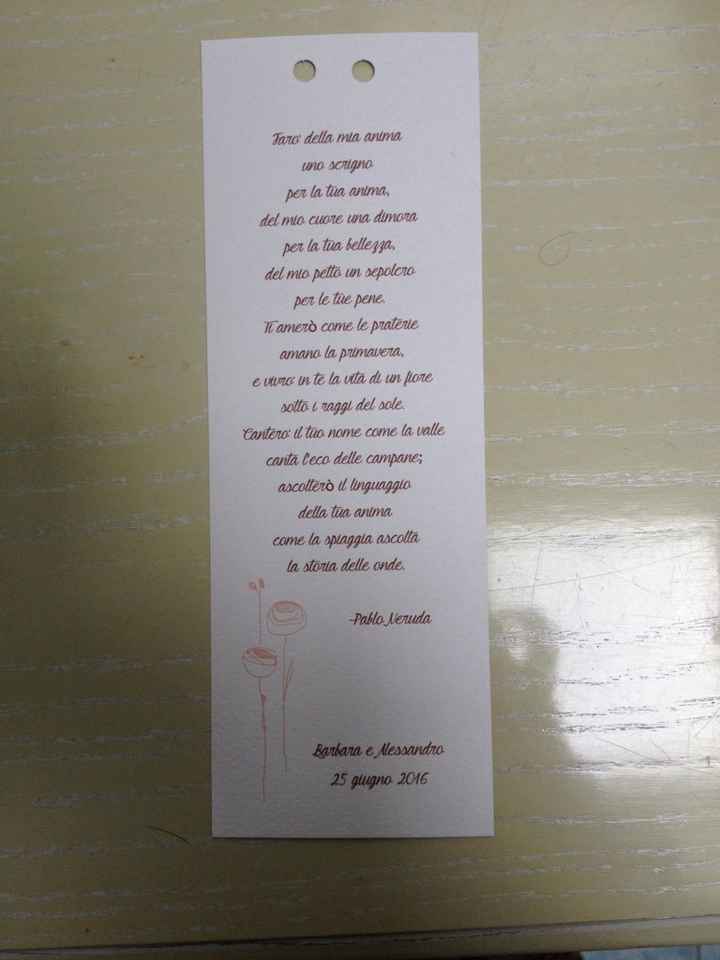 Farò della mia anima
uno scrigno
per la tua anima,
del mio cuore una dimora
per la tua bellezza,
del mio petto un sepolcro
per le tue pene.
Ti amerò come le praterie
amano la primavera,
e vivrò in te la vita di un fiore
sotto i raggi del sole.
Canterò il tuo nome come la valle
canta l'eco delle campane;
ascolterò il linguaggio
della tua anima
come la spiaggia ascolta
la storia delle onde.
-Pablo Neruda
Barbara e Alessandro
25 giugno 2016